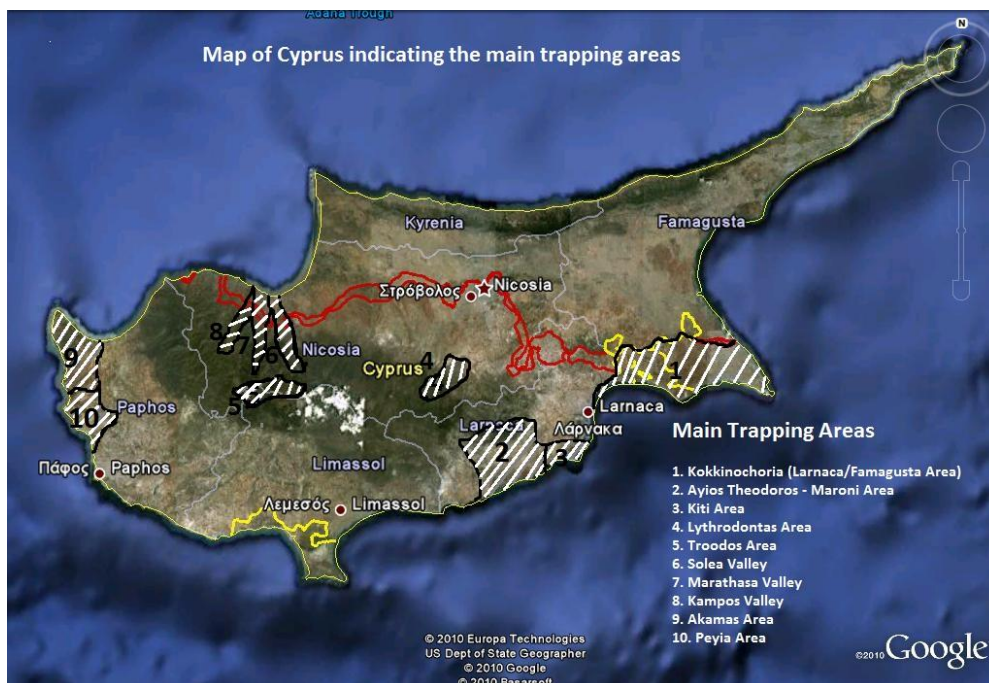 Adana Trough
N
Map of Cyprus indicating the main trapping areas
Kyrenia
Famagusta
Nicosia
Στρόβολος
8
7
6
Nicosia
9
Cyprus
4
1
5
10
Paphos
Larnaca
Larnaca
Λάρνακα
2
3
Πάφος
Paphos
Limassol
Λεμεσός
Limassol
Main Trapping Areas
1. Kokkinochoria (Larnaca/Famagusta Area)
2. Ayios Theodoros - Maroni Area
3. Kiti Area
4. Lythrodontas Area
5. Troodos Area
6. Solea Valley
7. Marathasa Valley
8. Kampos Valley
9. Akamas Area
10. Peyia Area
© 2010 Europa Technologies
US Dept of State Geographer
© 2010 Google
© 2010 Basarsoft
©2010 Google